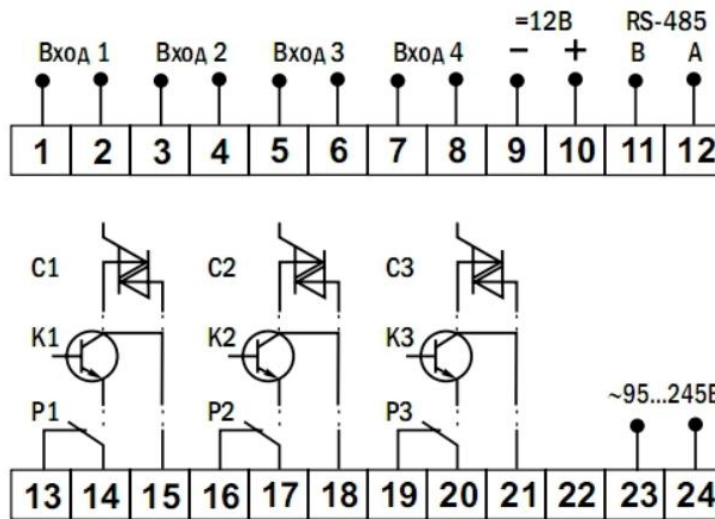 =12В RS-485
Вход 1 Вход 2 Вход 3 Вход 4 − + B A
1 2 3 4 5 6 7 8 9 10 11 12
С1 С2 С3
К1 К2 К3
Р1 Р2 Р3 ~95...245В
13 14 15 16 17 18 19 20 21 22 23 24